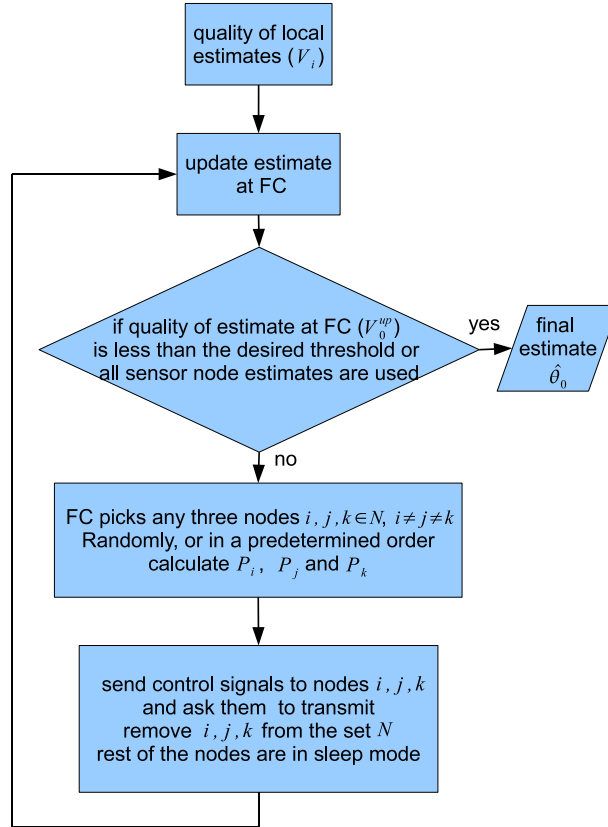 quality of local
estimates (V_i)
update estimate
at FC
if quality of estimate at FC (V_0^{up})
is less than the desired threshold or
all sensor node estimates are used
yes
final
estimate
θ̂_0
no
FC picks any three nodes i, j, k ∈ N, i ≠ j ≠ k
Randomly, or in a predetermined order
calculate P_i, P_j and P_k
send control signals to nodes i, j, k
and ask them to transmit
remove i, j, k from the set N
rest of the nodes are in sleep mode